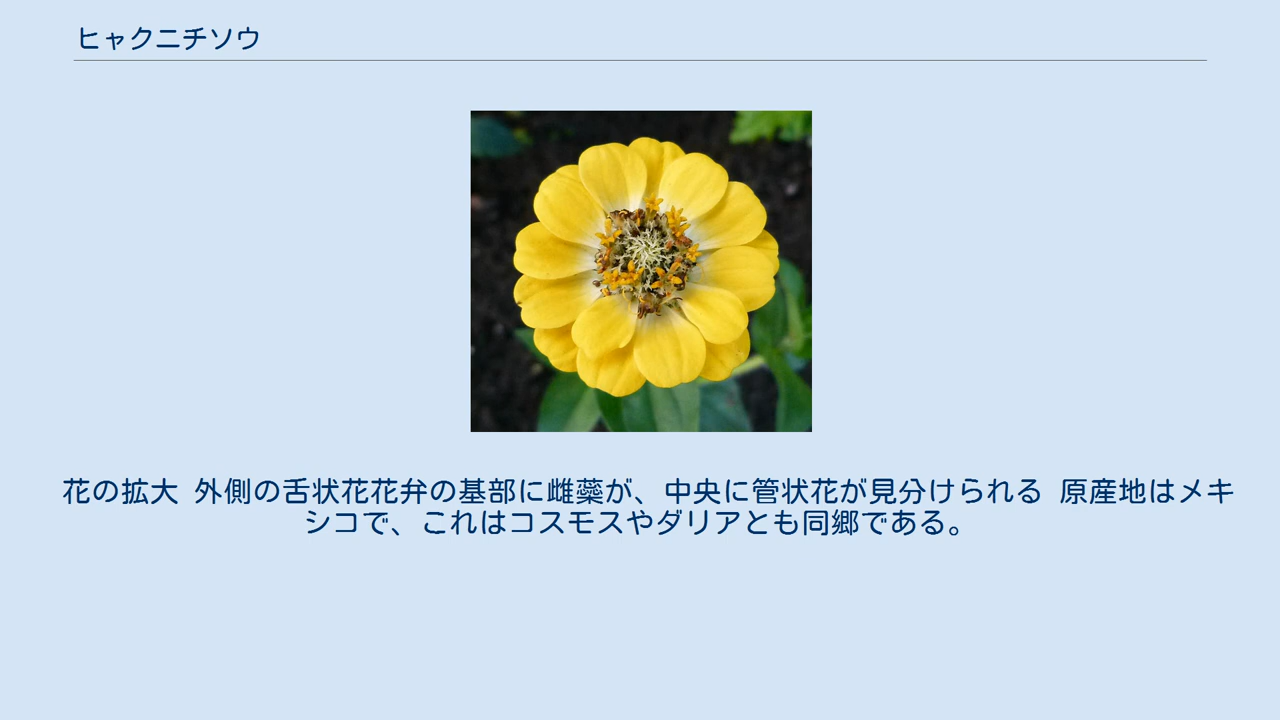 ヒャクニチソウ
花の拡大 外側の舌状花花弁の基部に雌蘂が、中央に管状花が見分けられる 原産地はメキ
シコで、これはコスモスやダリアとも同郷である。